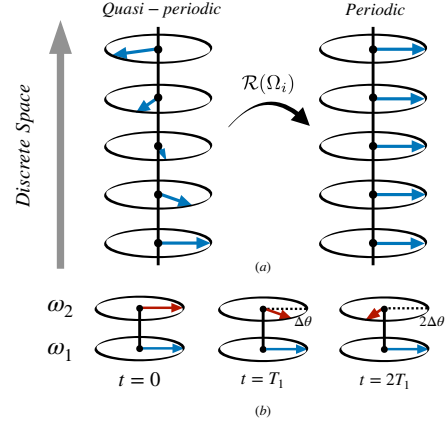 Quasi – periodic
Periodic
Discrete Space
R(Ωᵢ)
(a)
ω₂
Δθ
2Δθ
ω₁
t = 0
t = T₁
t = 2T₁
(b)